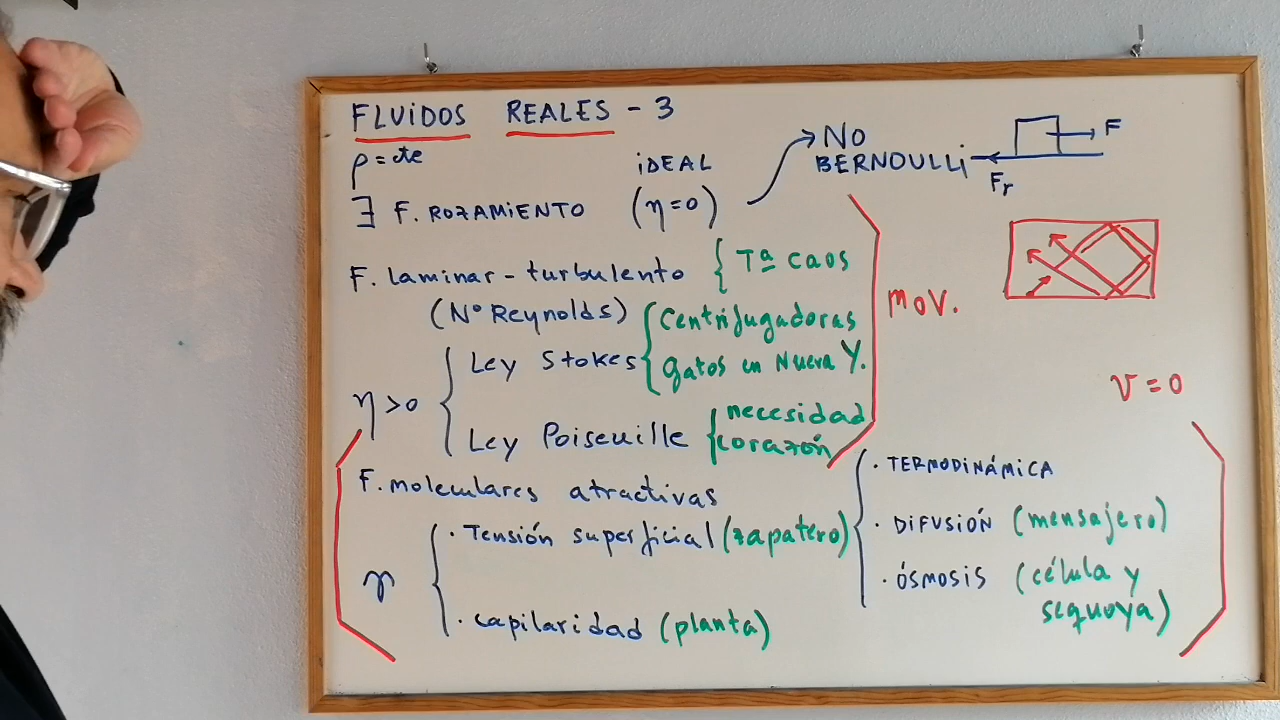 FLUIDOS REALES - 3
ρ = cte
IDEAL
∃ F. ROZAMIENTO (η=0)
NO
BERNOULLI
F
Fr
F. laminar - turbulento { Tª caos
(Nº Reynolds) { Centrifugadoras
Ley Stokes gatos en Nueva Y.
η>0 {
Ley Poiseuille { necesidad
corazón
MOV.
v = 0
F. moleculares atractivas
γ {
· Tensión superficial (zapatero)
· capilaridad (planta)
· TERMODINÁMICA
· DIFUSIÓN (mensajero)
· ÓSMOSIS (célula y
sequoya)